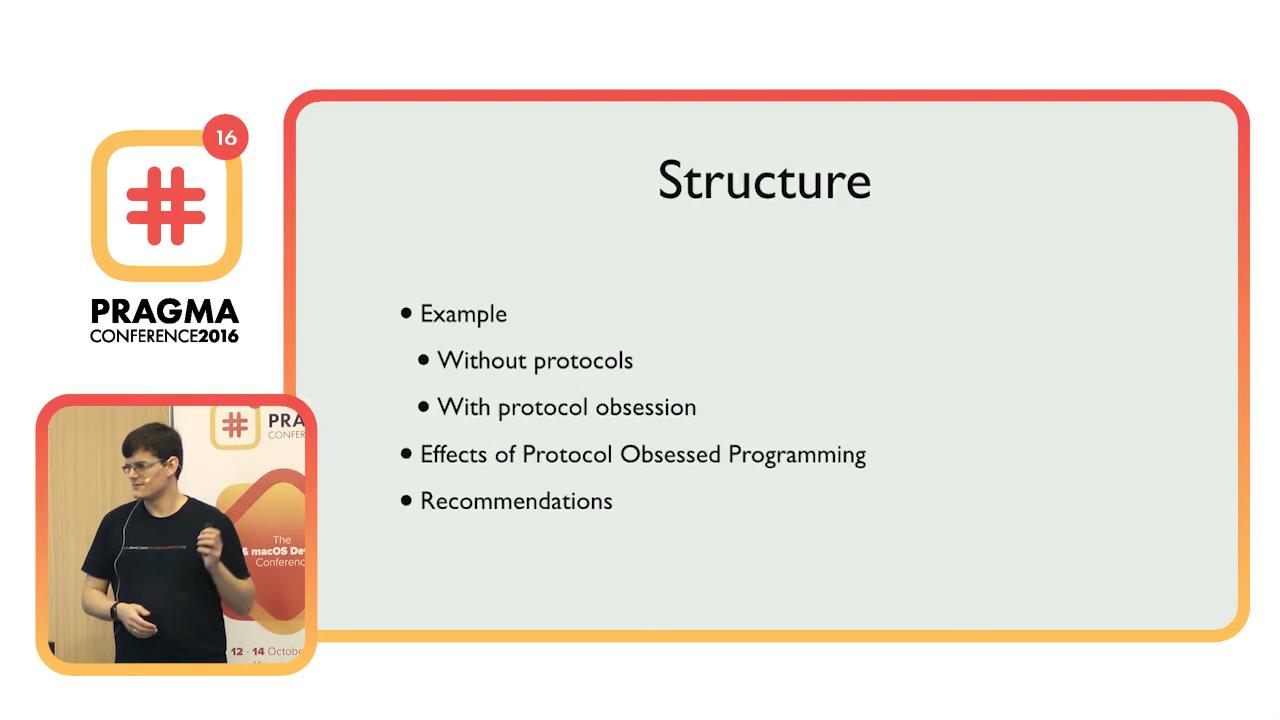 16
PRAGMA
CONFERENCE2016
Structure
Example
Without protocols
With protocol obsession
Effects of Protocol Obsessed Programming
Recommendations
PRA
CONFER
The
& macOS Dev
Conferenc
12 - 14 Octobe